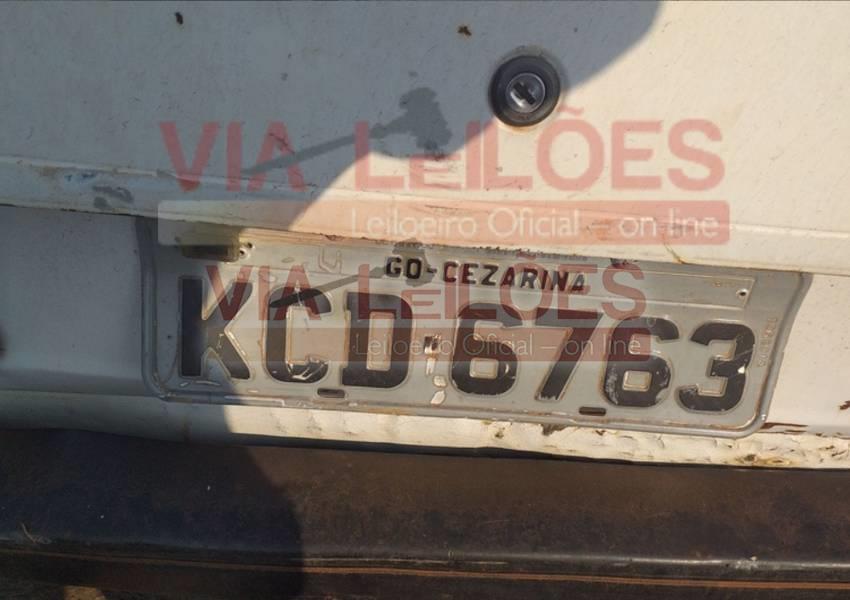 VIA LEILÕES
Leiloeiro Oficial — on line
GO-CEZARINA
VIA LEILÕES
KCD-6763
Leiloeiro Oficial — on line